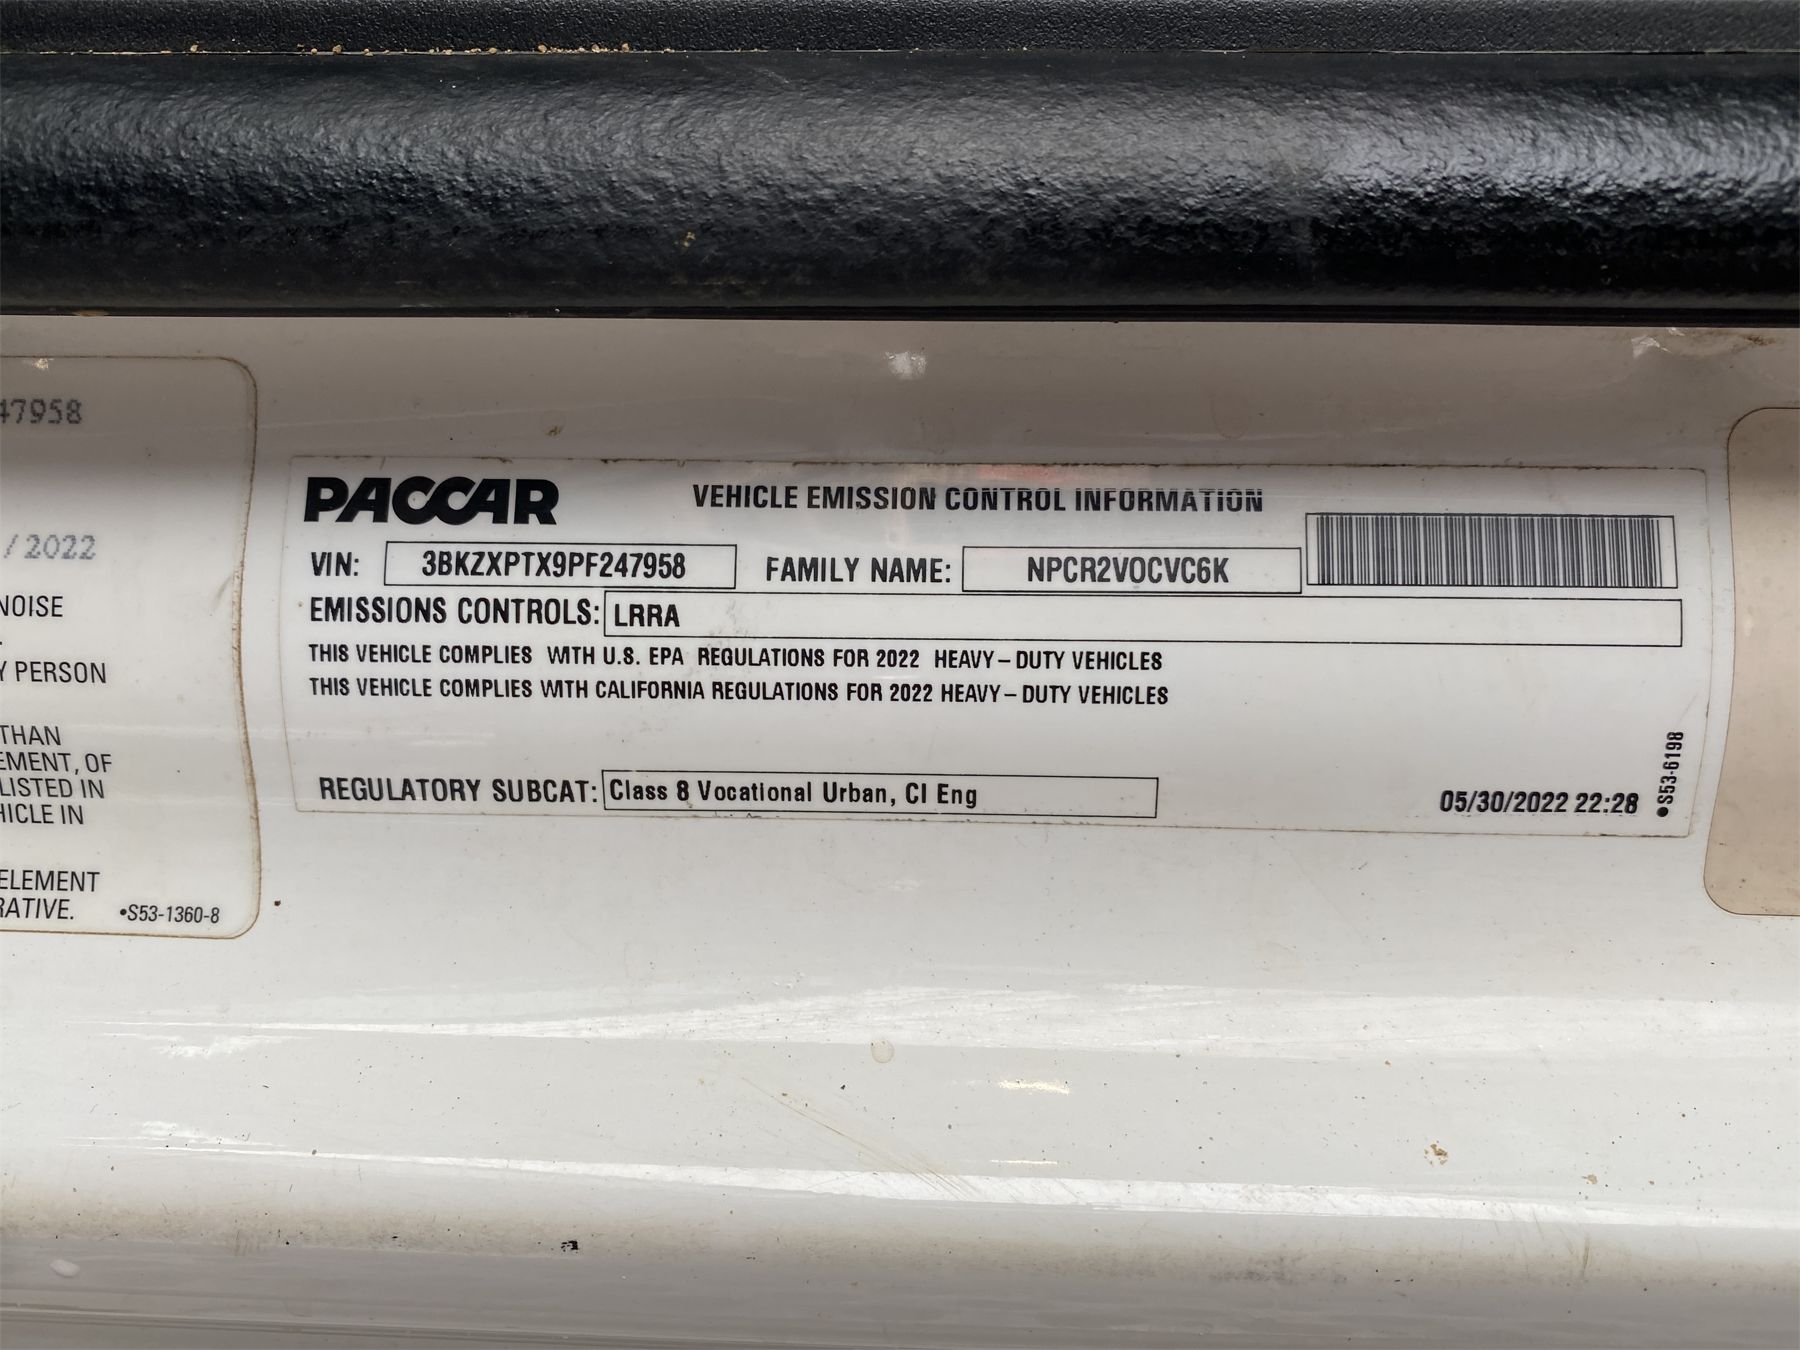 47958
/ 2022
NOISE
Y PERSON
THAN
EMENT, OF
LISTED IN
HICLE IN
ELEMENT
RATIVE.
•S53-1360-8
PACCAR
VEHICLE EMISSION CONTROL INFORMATION
VIN: 3BKZXPTX9PF247958 FAMILY NAME: NPCR2VOCVC6K
EMISSIONS CONTROLS: LRRA
THIS VEHICLE COMPLIES WITH U.S. EPA REGULATIONS FOR 2022 HEAVY-DUTY VEHICLES
THIS VEHICLE COMPLIES WITH CALIFORNIA REGULATIONS FOR 2022 HEAVY-DUTY VEHICLES
REGULATORY SUBCAT: Class 8 Vocational Urban, CI Eng
05/30/2022 22:28
•S53-6198